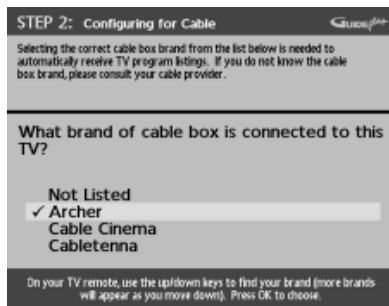 STEP 2: Configuring for Cable GUIDE Plus+
Selecting the correct cable box brand from the list below is needed to
automatically receive TV program listings. If you do not know the cable
box brand, please consult your cable provider.
What brand of cable box is connected to this
TV?
Not Listed
✓ Archer
Cable Cinema
Cabletenna
On your TV remote, use the up/down keys to find your brand (more brands
will appear as you move down). Press OK to choose.